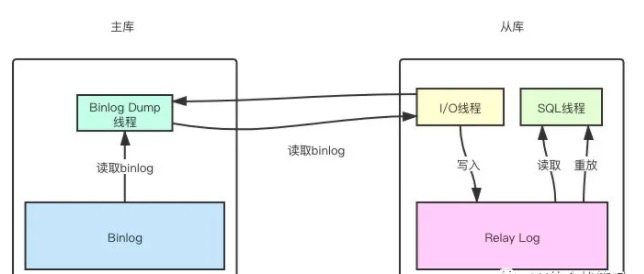 主库
从库
Binlog Dump
线程
I/O线程
SQL线程
读取binlog
读取binlog
写入
读取
重放
Binlog
Relay Log